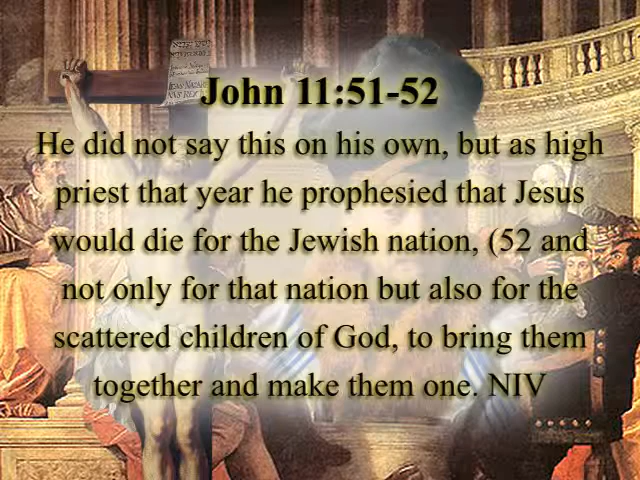 John 11:51-52
He did not say this on his own, but as high
priest that year he prophesied that Jesus
would die for the Jewish nation, (52 and
not only for that nation but also for the
scattered children of God, to bring them
together and make them one. NIV